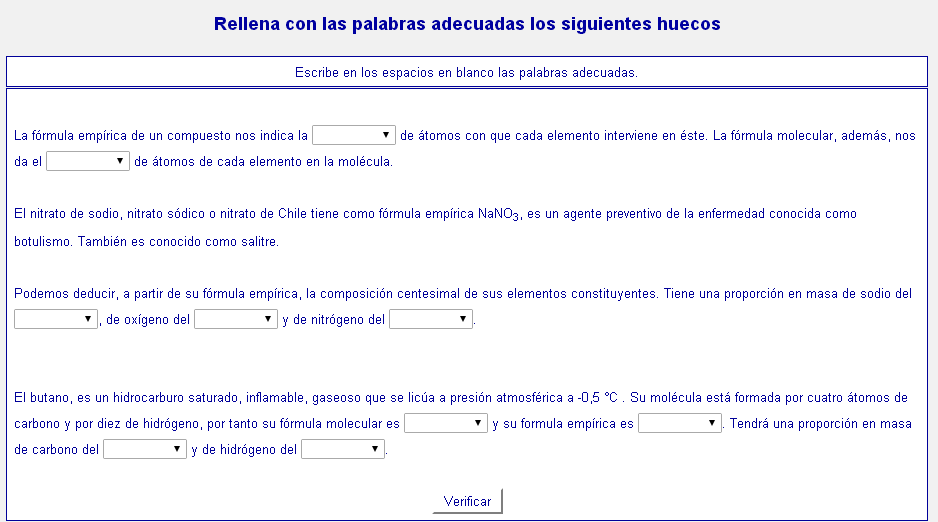 Rellena con las palabras adecuadas los siguientes huecos
Escribe en los espacios en blanco las palabras adecuadas.
La fórmula empírica de un compuesto nos indica la de átomos con que cada elemento interviene en éste. La fórmula molecular, además, nos
da el de átomos de cada elemento en la molécula.
El nitrato de sodio, nitrato sódico o nitrato de Chile tiene como fórmula empírica NaNO₃, es un agente preventivo de la enfermedad conocida como
botulismo. También es conocido como salitre.
Podemos deducir, a partir de su fórmula empírica, la composición centesimal de sus elementos constituyentes. Tiene una proporción en masa de sodio del
, de oxígeno del y de nitrógeno del .
El butano, es un hidrocarburo saturado, inflamable, gaseoso que se licúa a presión atmosférica a -0,5 °C . Su molécula está formada por cuatro átomos de
carbono y por diez de hidrógeno, por tanto su fórmula molecular es y su formula empírica es . Tendrá una proporción en masa
de carbono del y de hidrógeno del .
Verificar